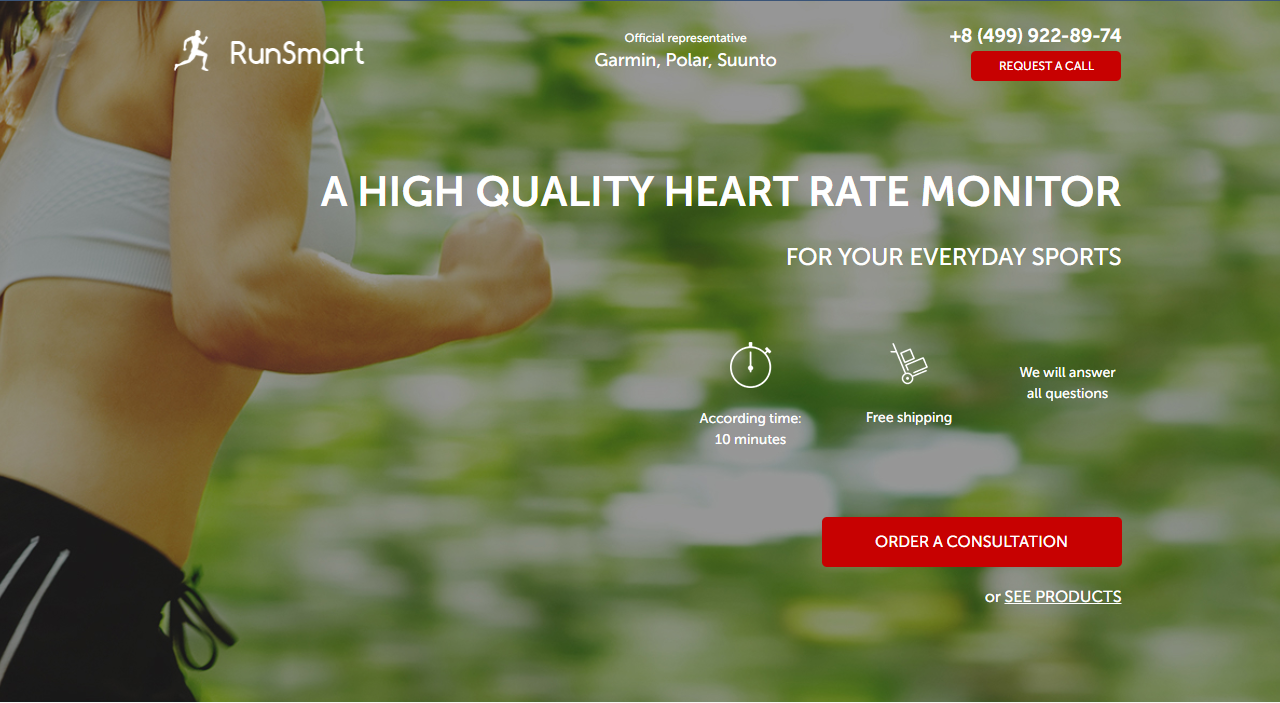 RunSmart
Official representative
Garmin, Polar, Suunto
+8 (499) 922-89-74
REQUEST A CALL
A HIGH QUALITY HEART RATE MONITOR
FOR YOUR EVERYDAY SPORTS
According time:
10 minutes
Free shipping
We will answer
all questions
ORDER A CONSULTATION
or SEE PRODUCTS